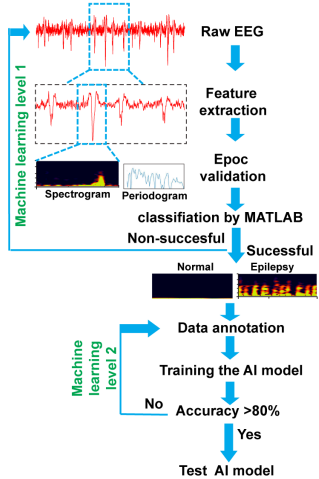 Raw EEG
Machine learning level 1
Feature
extraction
Epoc
validation
Spectrogram
Periodogram
classifiation by MATLAB
Non-succesful
Sucessful
Normal
Epilepsy
Data annotation
Machine
learning
level 2
Training the AI model
No
Accuracy >80%
Yes
Test AI model